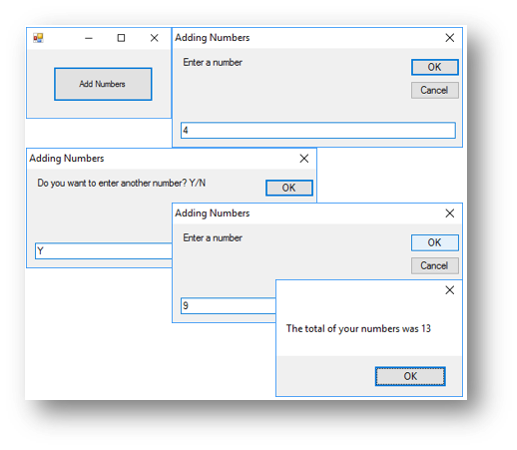 Add Numbers
Adding Numbers
Enter a number
OK
Cancel
4
Adding Numbers
Do you want to enter another number? Y/N
OK
Y
Adding Numbers
Enter a number
OK
Cancel
9
The total of your numbers was 13
OK